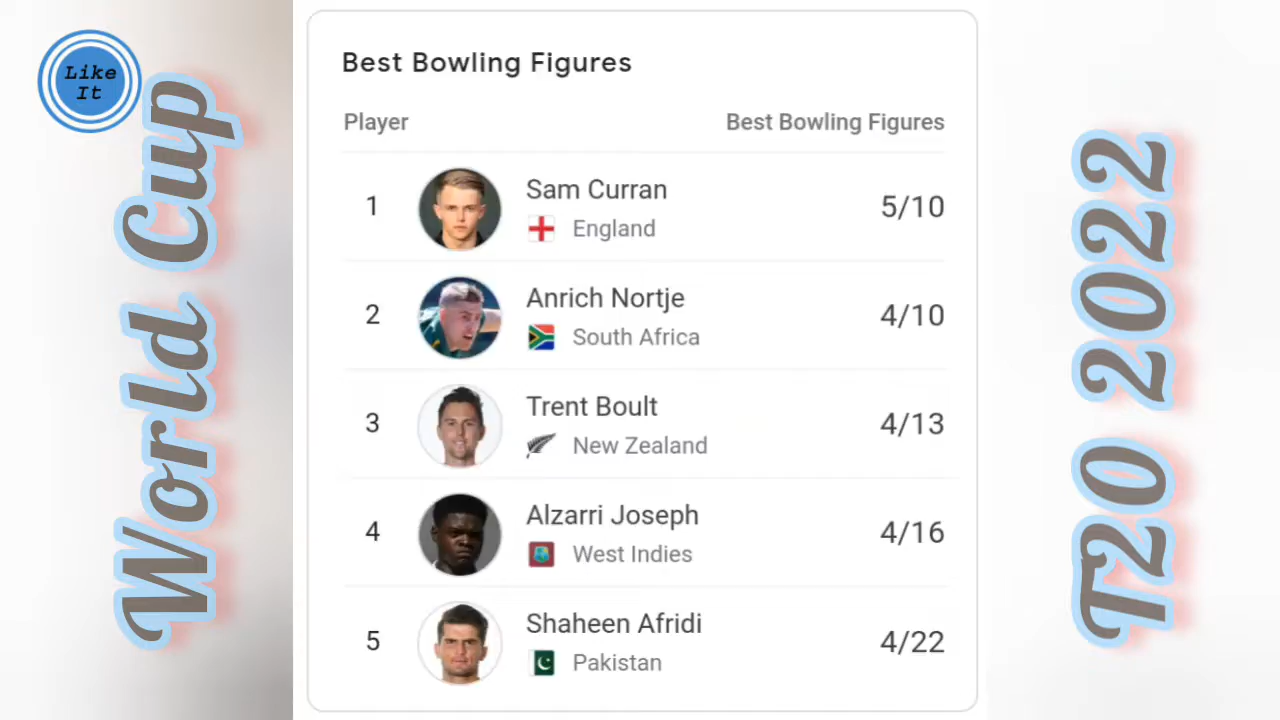 Like
It
World Cup
Best Bowling Figures
Player Best Bowling Figures
1 Sam Curran 5/10
England
2 Anrich Nortje 4/10
South Africa
3 Trent Boult 4/13
New Zealand
4 Alzarri Joseph 4/16
West Indies
5 Shaheen Afridi 4/22
Pakistan
T20 2022